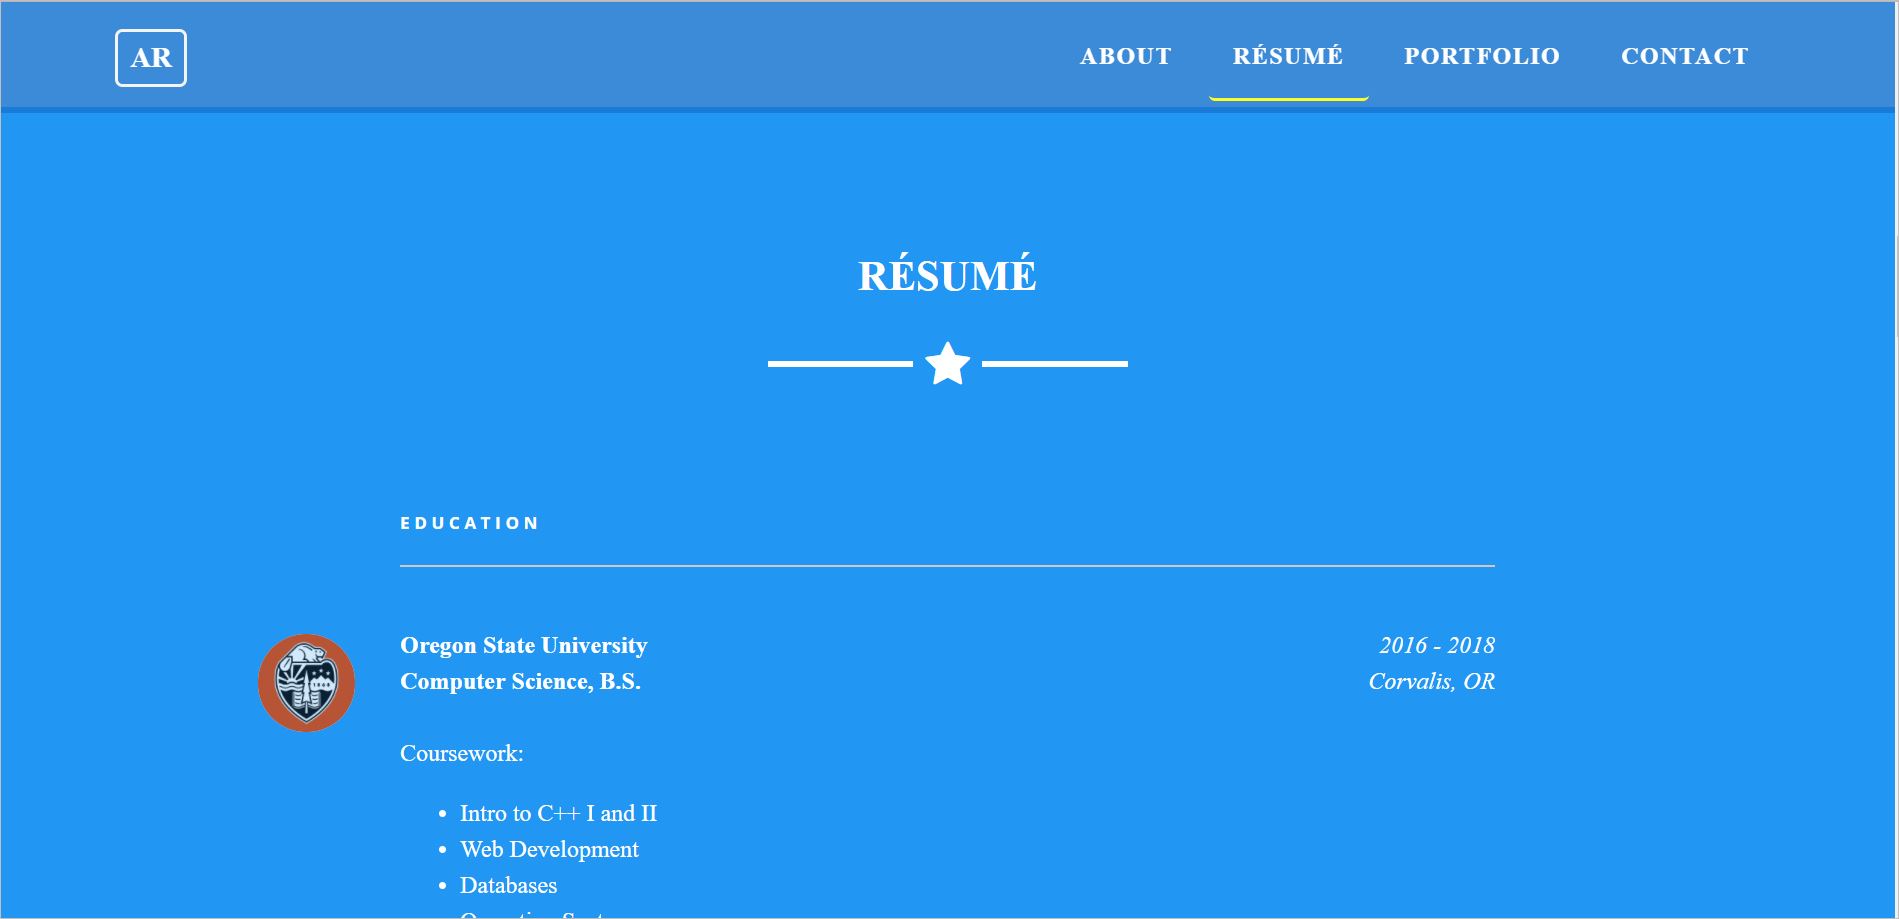 AR
ABOUT RÉSUMÉ PORTFOLIO CONTACT
RÉSUMÉ
EDUCATION
Oregon State University 2016 - 2018
Computer Science, B.S. Corvalis, OR
Coursework:
• Intro to C++ I and II
• Web Development
• Databases